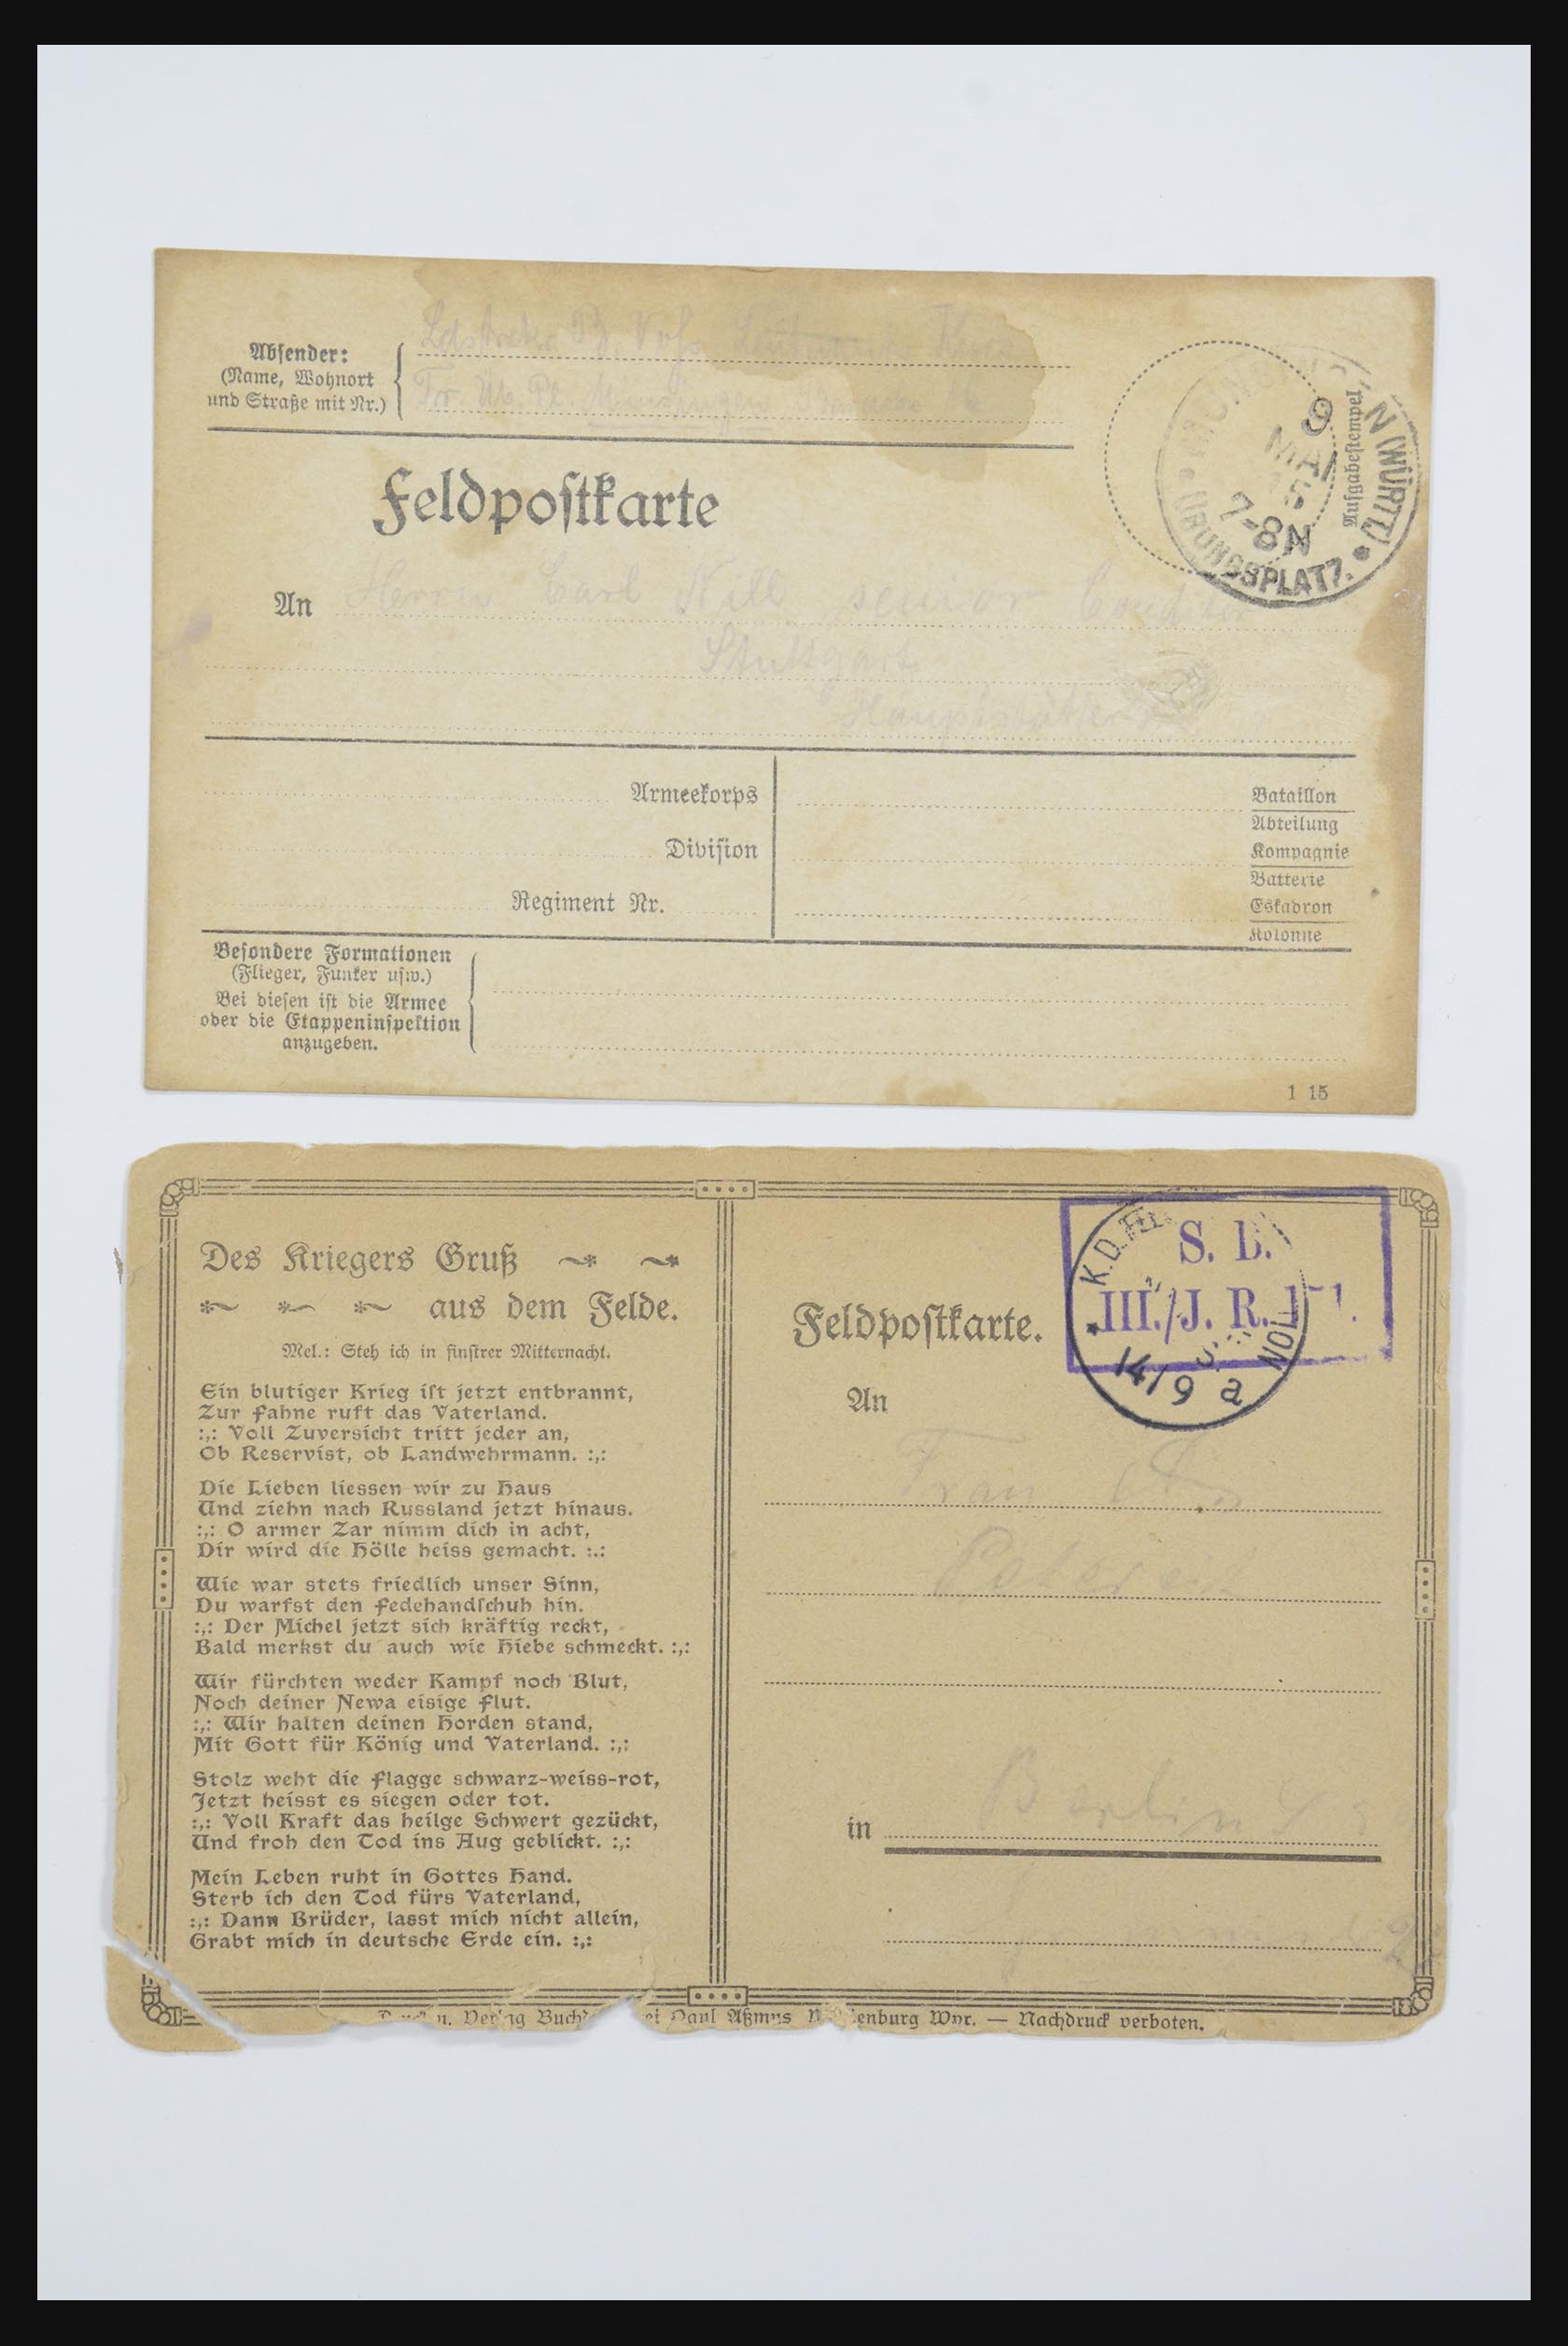 Absender:
(Name, Wohnort
und Straße mit Nr.)
Feldpostkarte
Aufgabestempel
9
MAI
15
7-8N
N (WÜRTT.)
ÜBUNGSPLATZ.
An Herrn Carl Nill senior
Stuttgart
Armeekorps
Division
Regiment Nr.
Bataillon
Abteilung
Kompagnie
Batterie
Eskadron
Kolonne
Besondere Formationen
(Flieger, Funker usw.)
Bei diesen ist die Armee
oder die Etappeninspektion
anzugeben.
1 15
Des Kriegers Gruß
aus dem Felde.
Mel.: Steh ich in finstrer Mitternacht.
Ein blutiger Krieg ist jetzt entbrannt,
Zur Fahne ruft das Vaterland.
:,: Voll Zuversicht tritt jeder an,
Ob Reservist, ob Landwehrmann. :,:
Die Lieben liessen wir zu Haus
Und ziehn nach Russland jetzt hinaus.
:,: O armer Zar nimm dich in acht,
Dir wird die Hölle heiss gemacht. :.:
Wie war stets friedlich unser Sinn,
Du warfst den Fedehandschuh hin.
:,: Der Michel jetzt sich kräftig reckt,
Bald merkst du auch wie Hiebe schmeckt. :,:
Wir fürchten weder Kampf noch Blut,
Noch deiner Newa eisige Flut.
:,: Wir halten deinen Horden stand,
Mit Gott für König und Vaterland. :,:
Stolz weht die Flagge schwarz-weiss-rot,
Jetzt heisst es siegen oder tot.
:,: Voll Kraft das heilge Schwert gezückt,
Und froh den Tod ins Aug geblickt. :,:
Mein Leben ruht in Gottes Hand.
Sterb ich den Tod fürs Vaterland,
:,: Dann Brüder, lasst mich nicht allein,
Grabt mich in deutsche Erde ein. :,:
Feldpostkarte.
S. B.
III./J. R.
K.D.
14/9 a
An
Frau
in Berlin
u. Verlag Paul Aßmus Wpr. — Nachdruck verboten.